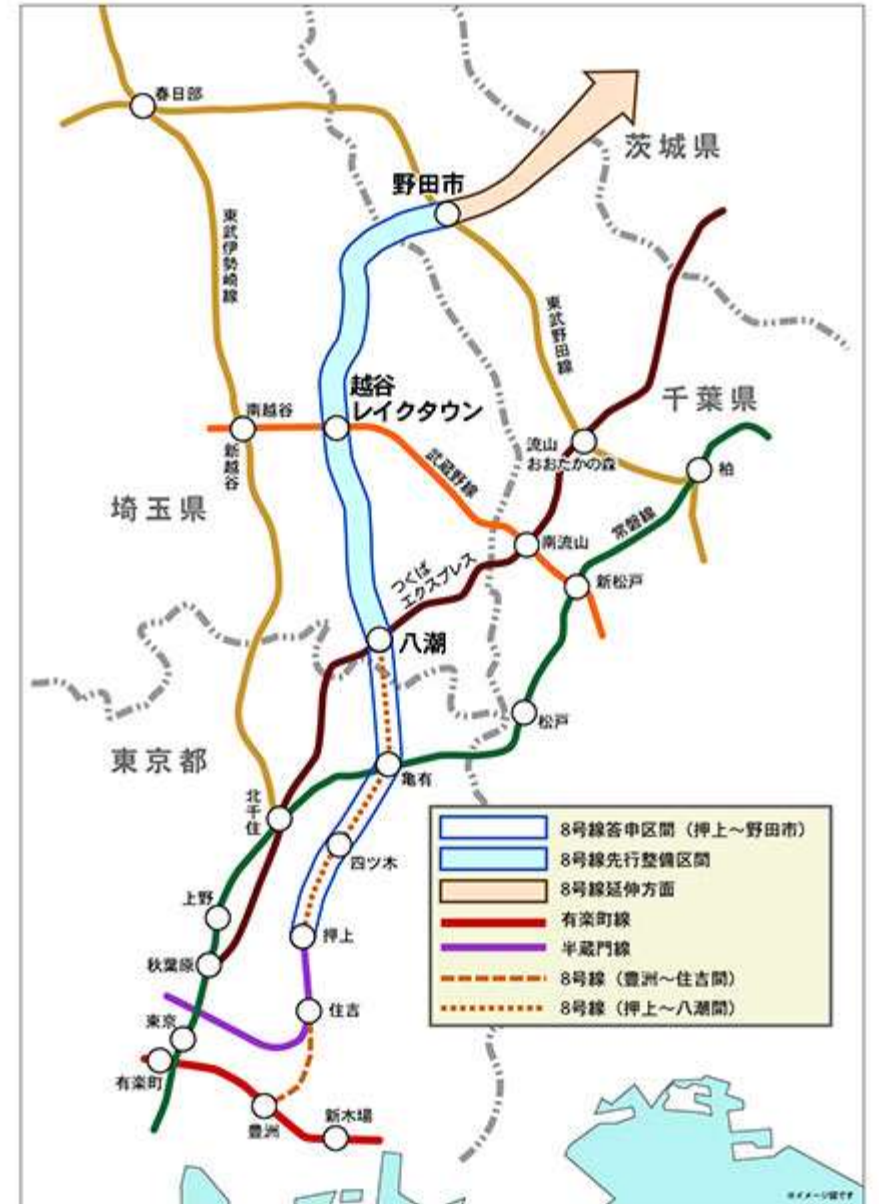 春日部
茨城県
野田市
東武伊勢崎線
東武野田線
越谷
レイクタウン
千葉県
南越谷
新越谷
流山
おおたかの森
柏
武蔵野線
埼玉県
常磐線
南流山
つくば
エクスプレス
新松戸
八潮
松戸
東京都
亀有
北千住
四ツ木
上野
押上
秋葉原
住吉
東京
有楽町
豊洲
新木場
8号線答申区間（押上～野田市）
8号線先行整備区間
8号線延伸方面
有楽町線
半蔵門線
8号線（豊洲～住吉間）
8号線（押上～八潮間）
※イメージ図です